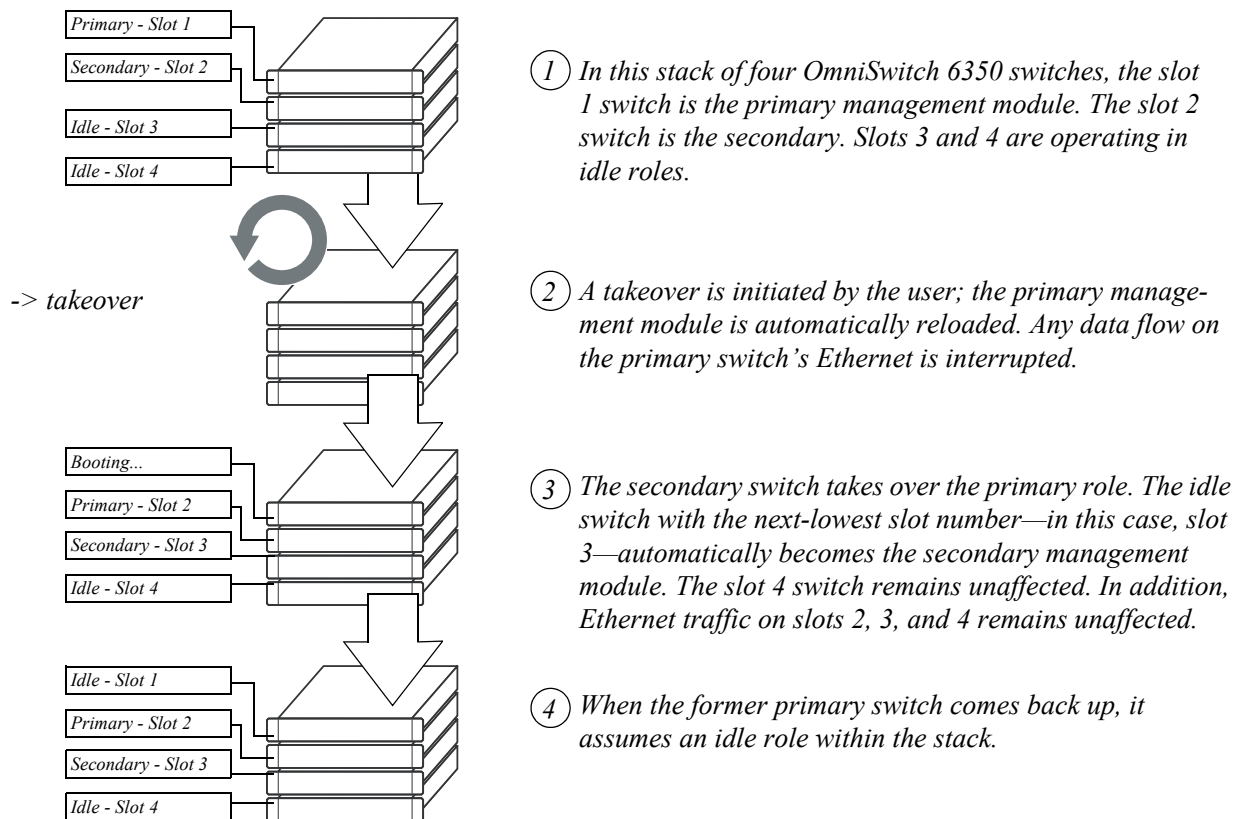 Primary - Slot 1
Secondary - Slot 2
Idle - Slot 3
Idle - Slot 4
1 In this stack of four OmniSwitch 6350 switches, the slot
1 switch is the primary management module. The slot 2
switch is the secondary. Slots 3 and 4 are operating in
idle roles.
-> takeover
2 A takeover is initiated by the user; the primary manage-
ment module is automatically reloaded. Any data flow on
the primary switch’s Ethernet is interrupted.
Booting...
Primary - Slot 2
Secondary - Slot 3
Idle - Slot 4
3 The secondary switch takes over the primary role. The idle
switch with the next-lowest slot number—in this case, slot
3—automatically becomes the secondary management
module. The slot 4 switch remains unaffected. In addition,
Ethernet traffic on slots 2, 3, and 4 remains unaffected.
Idle - Slot 1
Primary - Slot 2
Secondary - Slot 3
Idle - Slot 4
4 When the former primary switch comes back up, it
assumes an idle role within the stack.